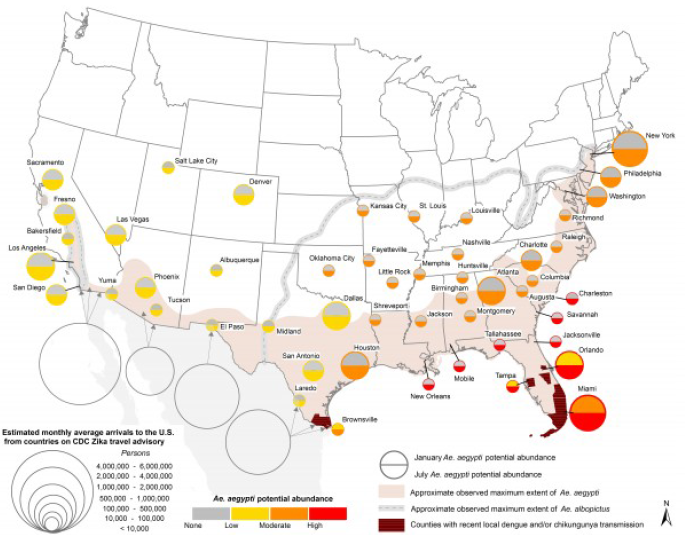 New York
Philadelphia
Washington
Richmond
Raleigh
Charlotte
Columbia
Augusta
Charleston
Savannah
Jacksonville
Orlando
Miami
Tampa
Tallahassee
Mobile
New Orleans
Montgomery
Atlanta
Birmingham
Huntsville
Nashville
Memphis
Jackson
Louisville
St. Louis
Kansas City
Fayetteville
Little Rock
Shreveport
Oklahoma City
Dallas
Houston
San Antonio
Laredo
Brownsville
Midland
El Paso
Albuquerque
Denver
Salt Lake City
Las Vegas
Phoenix
Tucson
Yuma
San Diego
Los Angeles
Bakersfield
Fresno
Sacramento
Estimated monthly average arrivals to the U.S.
from countries on CDC Zika travel advisory
Persons
4,000,000 - 6,000,000
2,000,000 - 4,000,000
1,000,000 - 2,000,000
500,000 - 1,000,000
100,000 - 500,000
10,000 - 100,000
< 10,000
Ae. aegypti potential abundance
None Low Moderate High
January Ae. aegypti potential abundance
July Ae. aegypti potential abundance
Approximate observed maximum extent of Ae. aegypti
Approximate observed maximum extent of Ae. albopictus
Counties with recent local dengue and/or chikungunya transmission
N